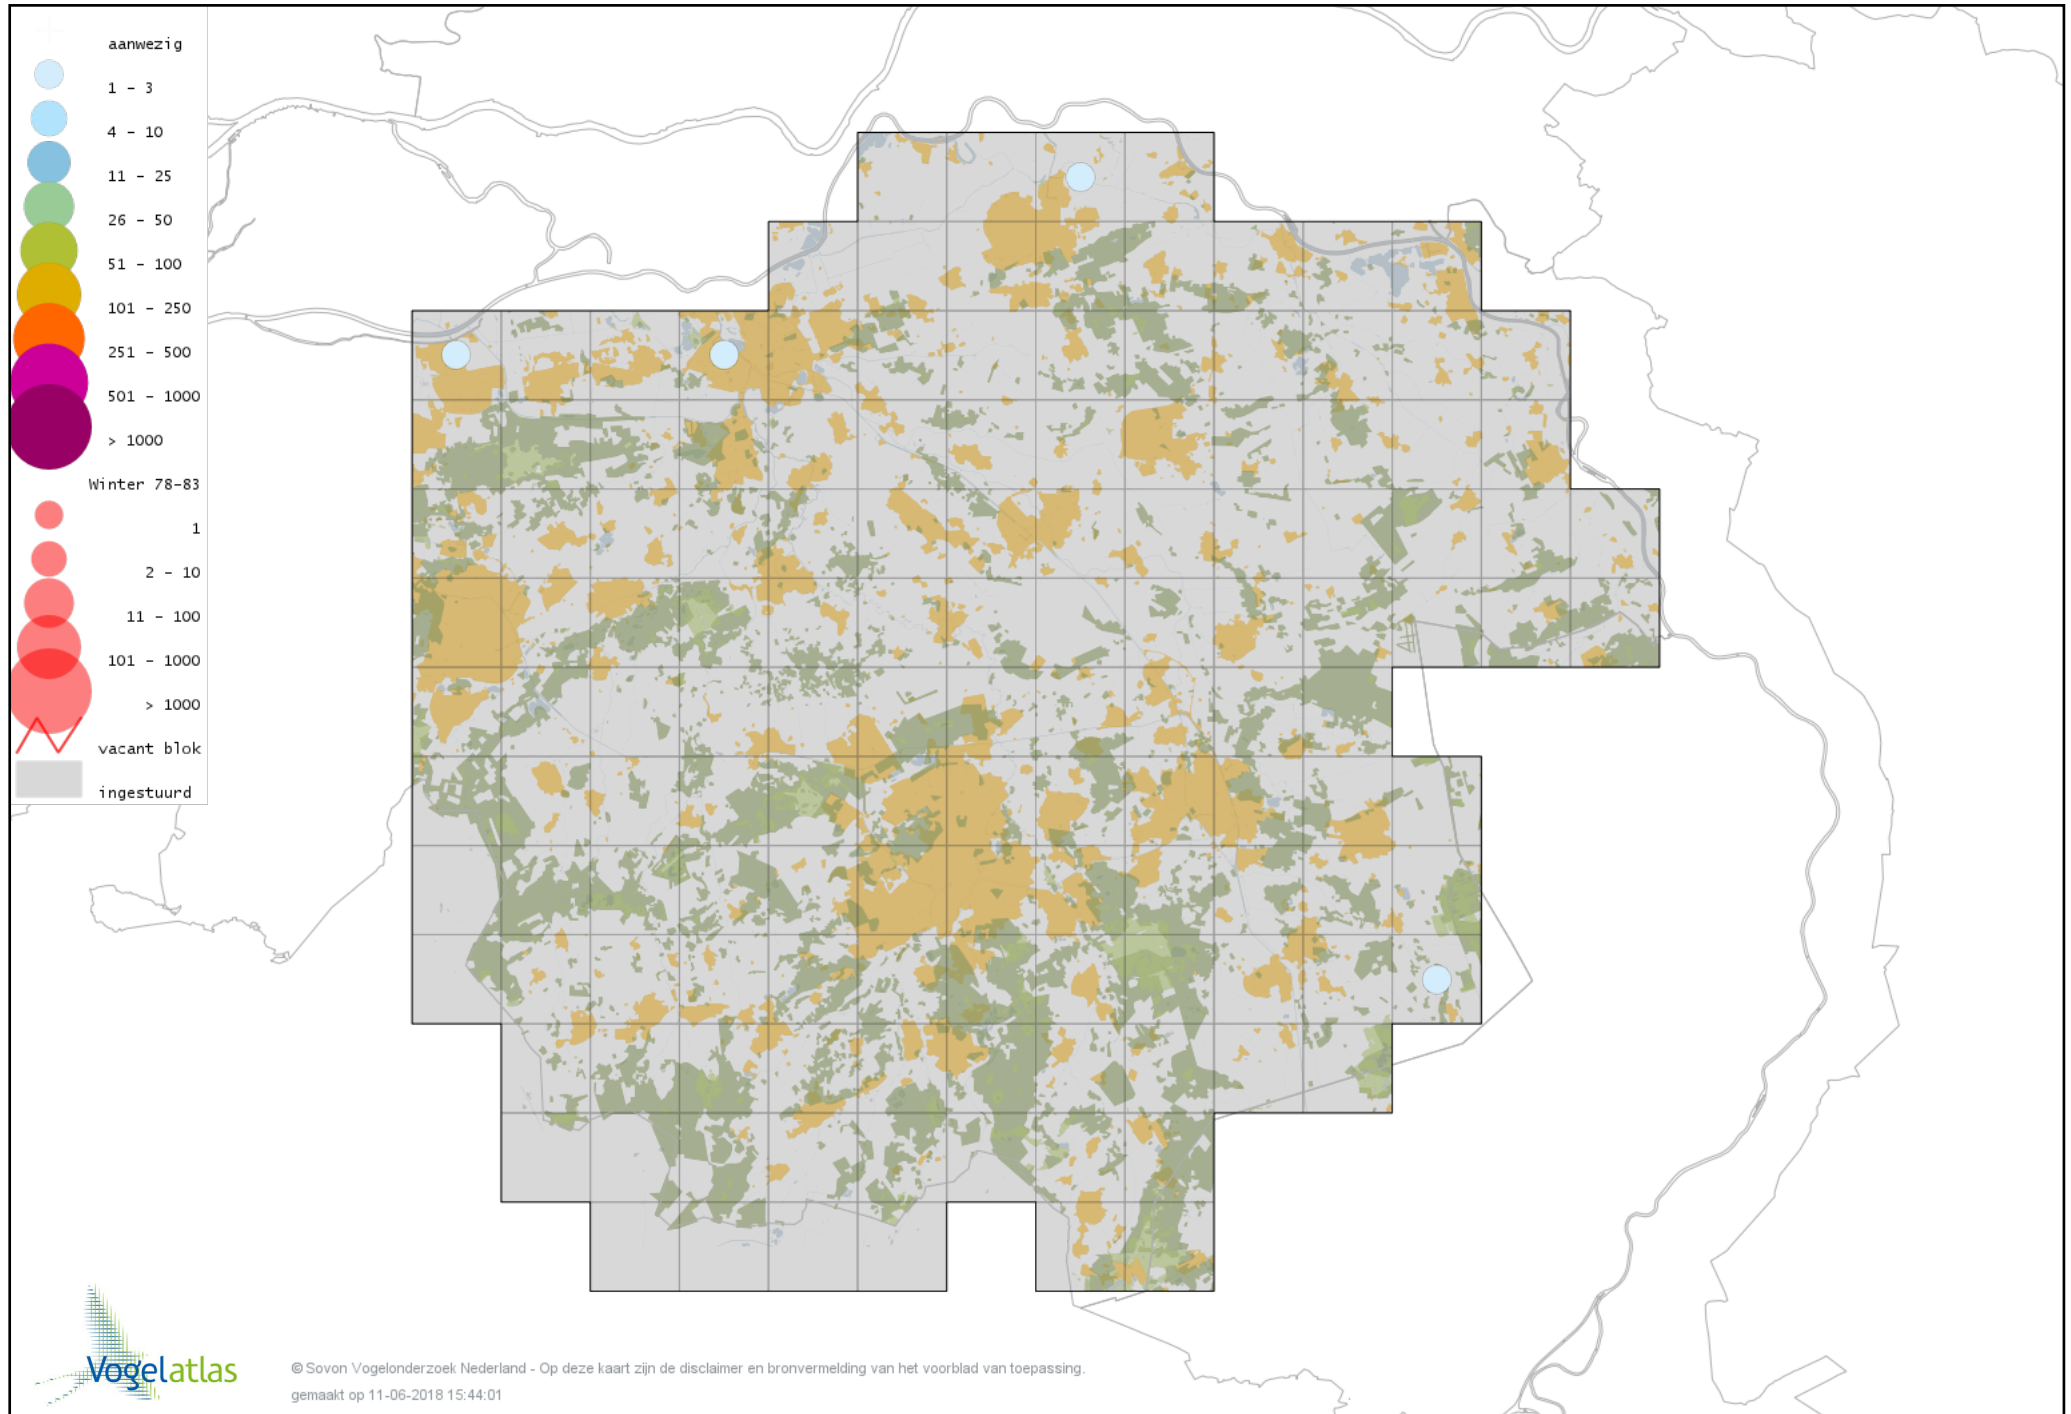 aanwezig
1 - 3
4 - 10
11 - 25
26 - 50
51 - 100
101 - 250
251 - 500
501 - 1000
> 1000
Winter 78-83
1
2 - 10
11 - 100
101 - 1000
> 1000
vacant blok
ingestuurd
Vogelatlas
© Sovon Vogelonderzoek Nederland - Op deze kaart zijn de disclaimer en bronvermelding van het voorblad van toepassing.
gemaakt op 11-06-2018 15:44:01